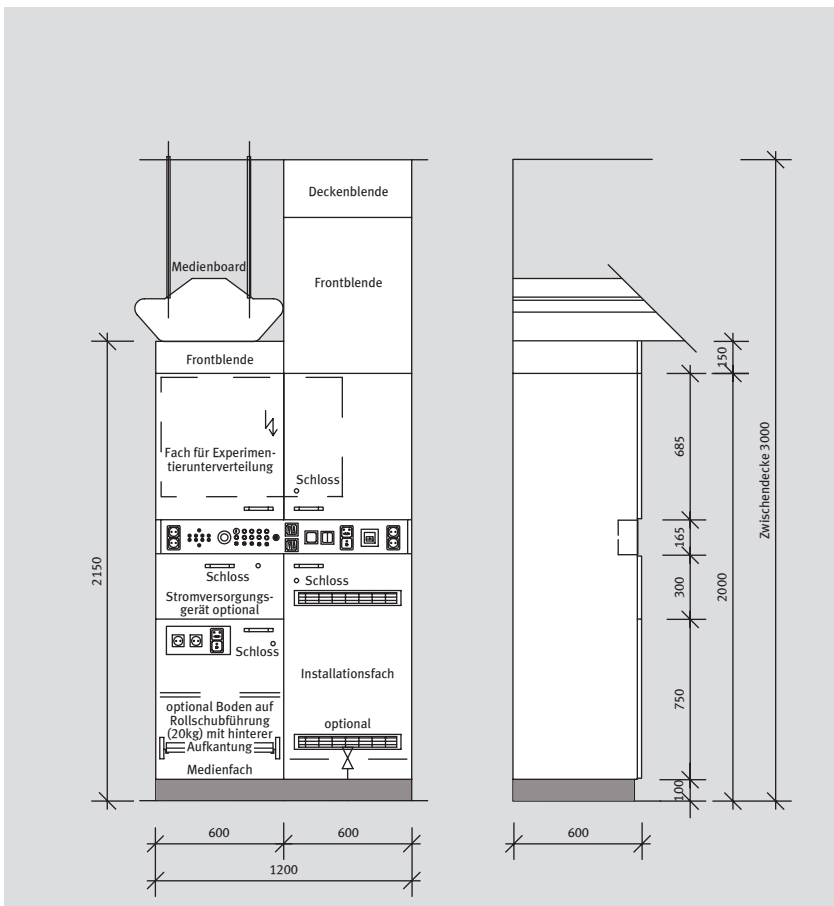 Deckenblende
Medienboard
Frontblende
Frontblende
Fach für Experimen-
tierunterverteilung
Schloss
Schloss
Schloss
Stromversorgungs-
gerät optional
Schloss
Installationsfach
optional Boden auf
Rollschubführung
(20kg) mit hinterer
Aufkantung
optional
Medienfach
2150
600
600
1200
150
685
165
300
750
100
2000
Zwischendecke 3000
600